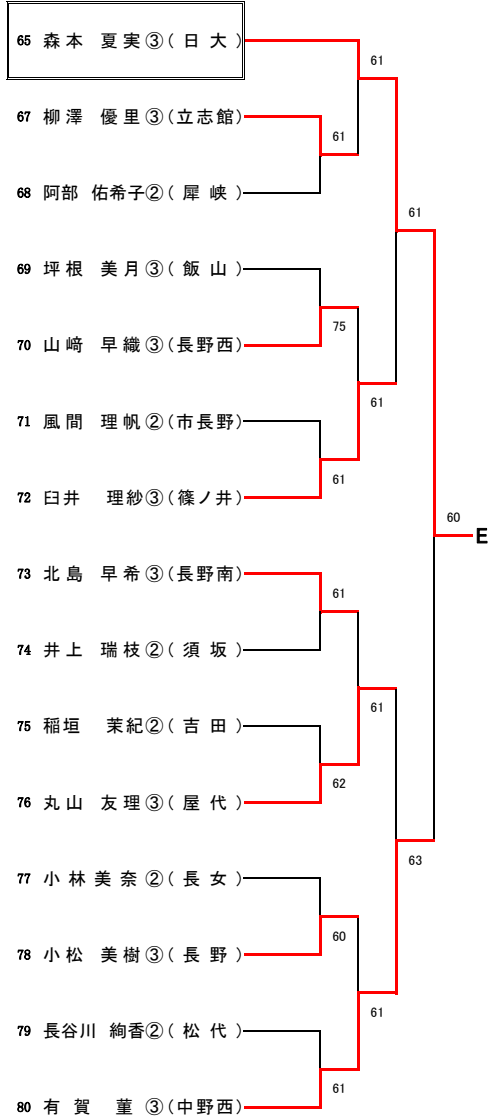 65 森本 夏実③(日大)
61
67 柳澤 優里③(立志館)
61
68 阿部 佑希子②(犀峡)
61
69 坪根 美月③(飯山)
75
70 山﨑 早織③(長野西)
61
71 風間 理帆②(市長野)
61
72 臼井 理紗③(篠ノ井)
60
E
73 北島 早希③(長野南)
61
74 井上 瑞枝②(須坂)
61
75 稲垣 茉紀②(吉田)
62
76 丸山 友理③(屋代)
63
77 小林美奈②(長女)
60
78 小松 美樹③(長野)
61
79 長谷川 絢香②(松代)
61
80 有賀 菫③(中野西)